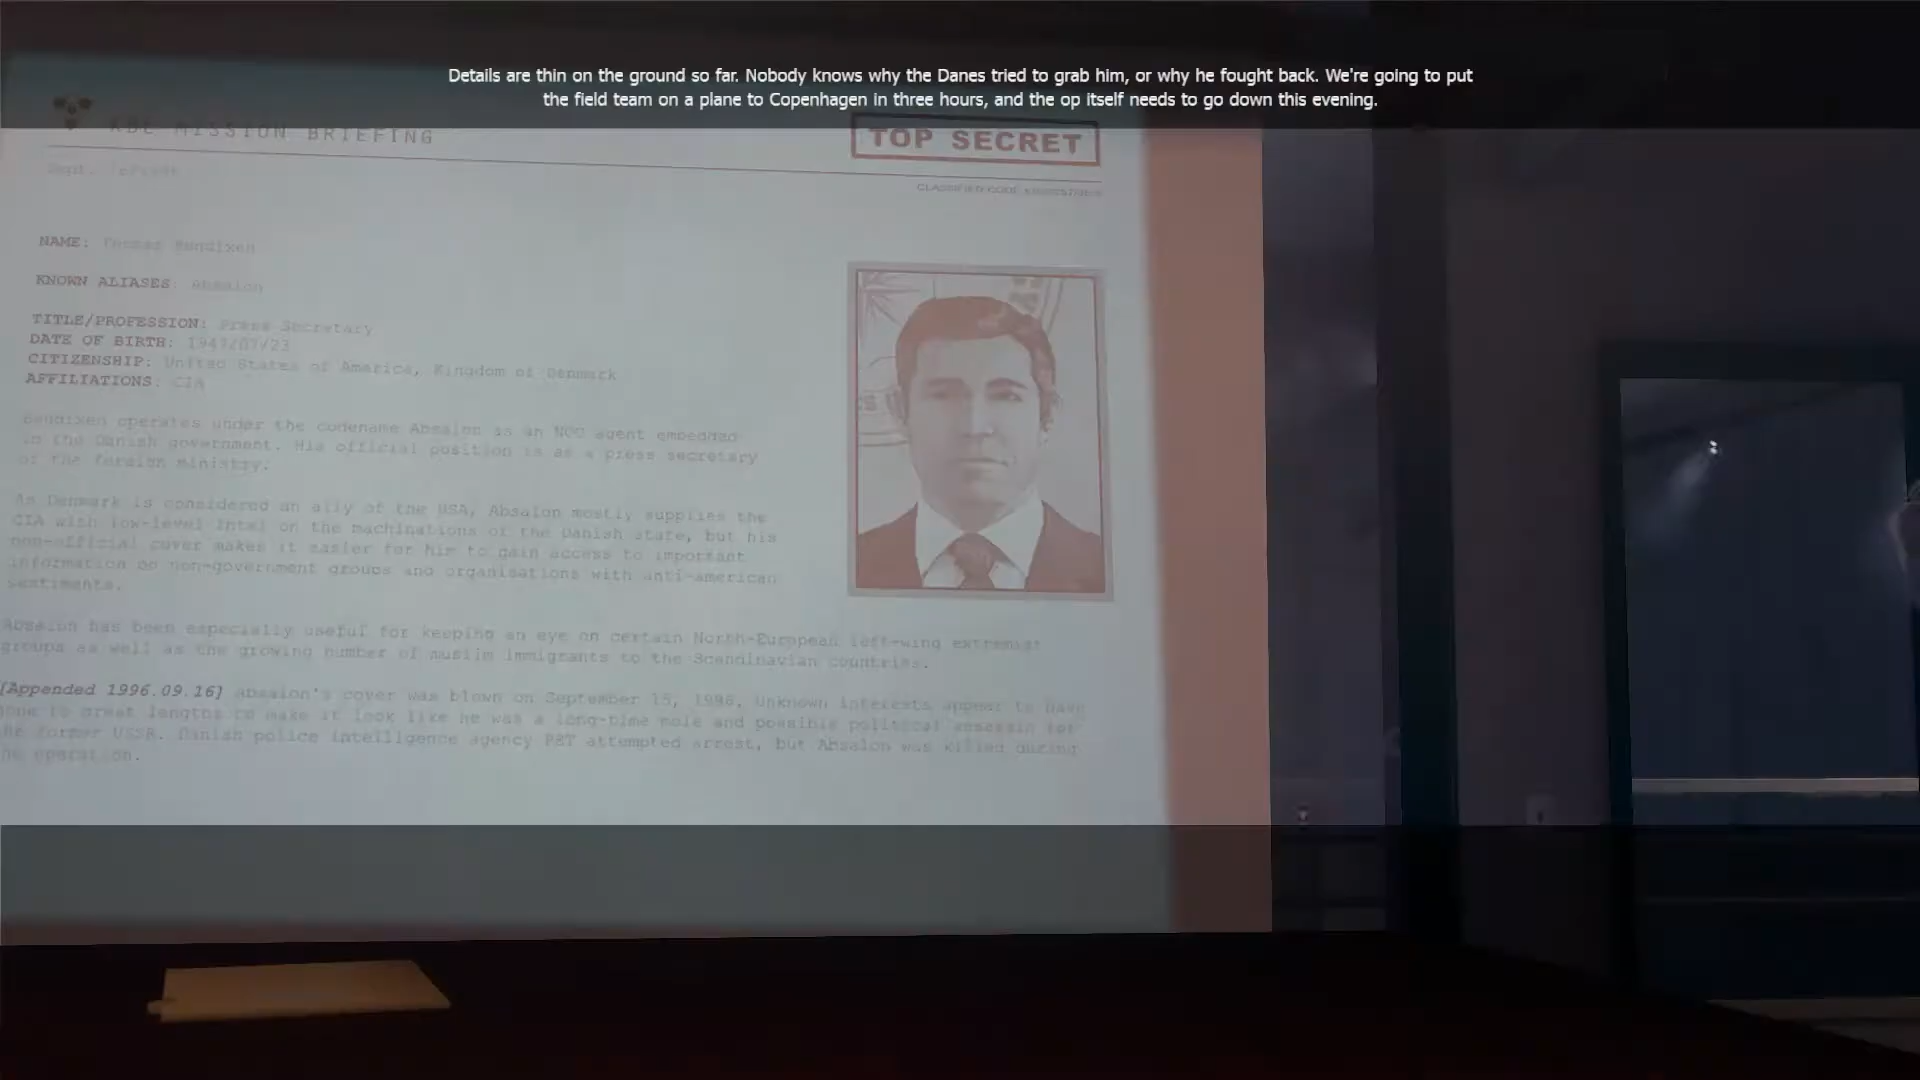 Details are thin on the ground so far. Nobody knows why the Danes tried to grab him, or why he fought back. We're going to put
the field team on a plane to Copenhagen in three hours, and the op itself needs to go down this evening.
MISSION BRIEFING
TOP SECRET
CLASSIFIED CODE
NAME: Thomas Bendixen
KNOWN ALIASES: Absalon
TITLE/PROFESSION: Press Secretary
DATE OF BIRTH:
CITIZENSHIP: United States of America, Kingdom of Denmark
AFFILIATIONS: CIA
Bendixen operates under the codename Absalon as an NOC agent embedded
in the Danish government. His official position is as a press secretary
of the foreign ministry.
As Denmark is considered an ally of the USA, Absalon mostly supplies the
CIA with low-level intel on the machinations of the Danish state, but his
non-official cover makes it easier for him to gain access to important
information on non-government groups and organisations with anti-american
sentiments.
Absalon has been especially useful for keeping an eye on certain North-European left-wing extremist
groups as well as the growing number of muslim immigrants to the Scandinavian countries.
[Appended 1996.09.16] Absalon's cover was blown on September 15, 1996. Unknown interests appear to have
gone to great lengths to make it look like he was a long-time mole and possible political assassin for
the former USSR. Danish police intelligence agency PET attempted arrest, but Absalon was killed during
the operation.